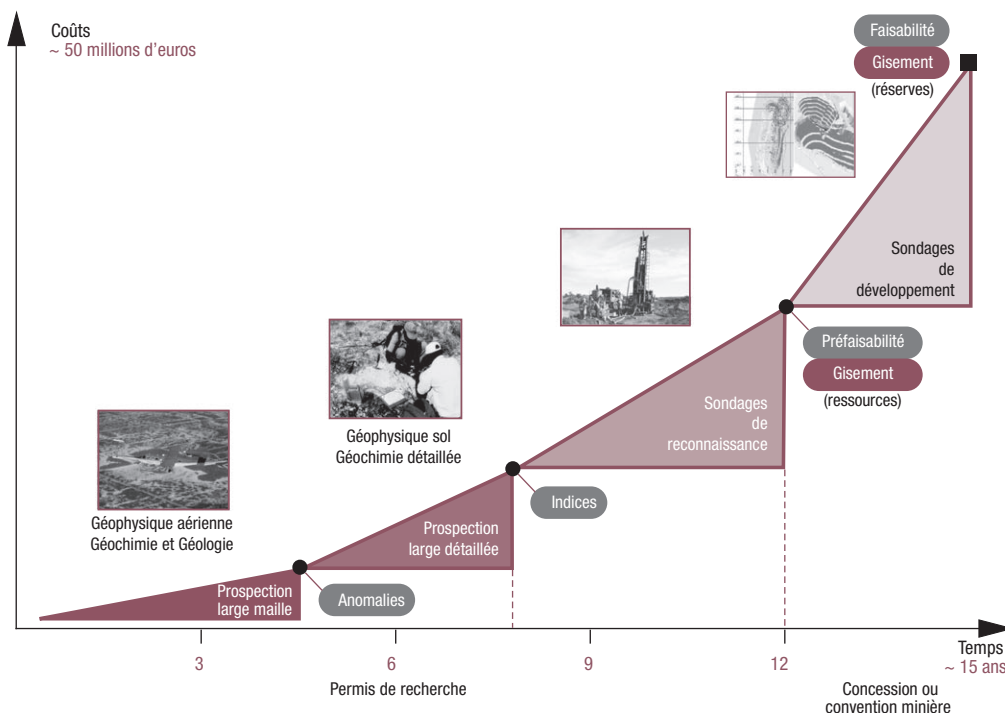 Coûts
~ 50 millions d'euros
Faisabilité
Gisement
(réserves)
Sondages
de
développement
Préfaisabilité
Gisement
(ressources)
Sondages
de
reconnaissance
Géophysique sol
Géochimie détaillée
Indices
Prospection
large détaillée
Géophysique aérienne
Géochimie et Géologie
Anomalies
Prospection
large maille
3
6
9
12
Temps
~ 15 ans
Permis de recherche
Concession ou
convention minière